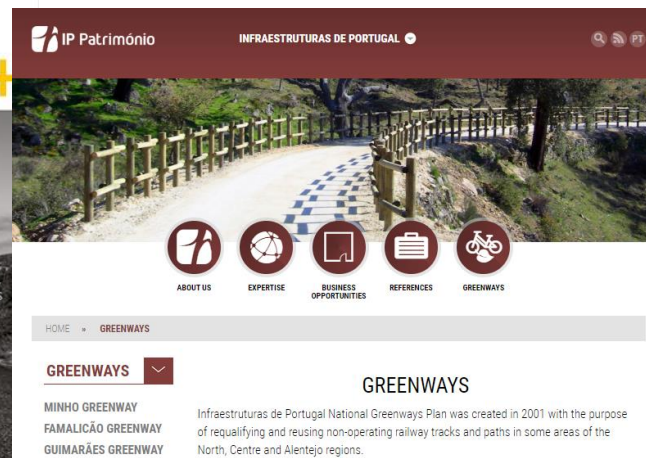 IP Património
INFRAESTRUTURAS DE PORTUGAL
PT
ABOUT US
EXPERTISE
BUSINESS
OPPORTUNITIES
REFERENCES
GREENWAYS
HOME » GREENWAYS
GREENWAYS
MINHO GREENWAY
FAMALICÃO GREENWAY
GUIMARÃES GREENWAY
GREENWAYS
Infraestruturas de Portugal National Greenways Plan was created in 2001 with the purpose
of requalifying and reusing non-operating railway tracks and paths in some areas of the
North, Centre and Alentejo regions.